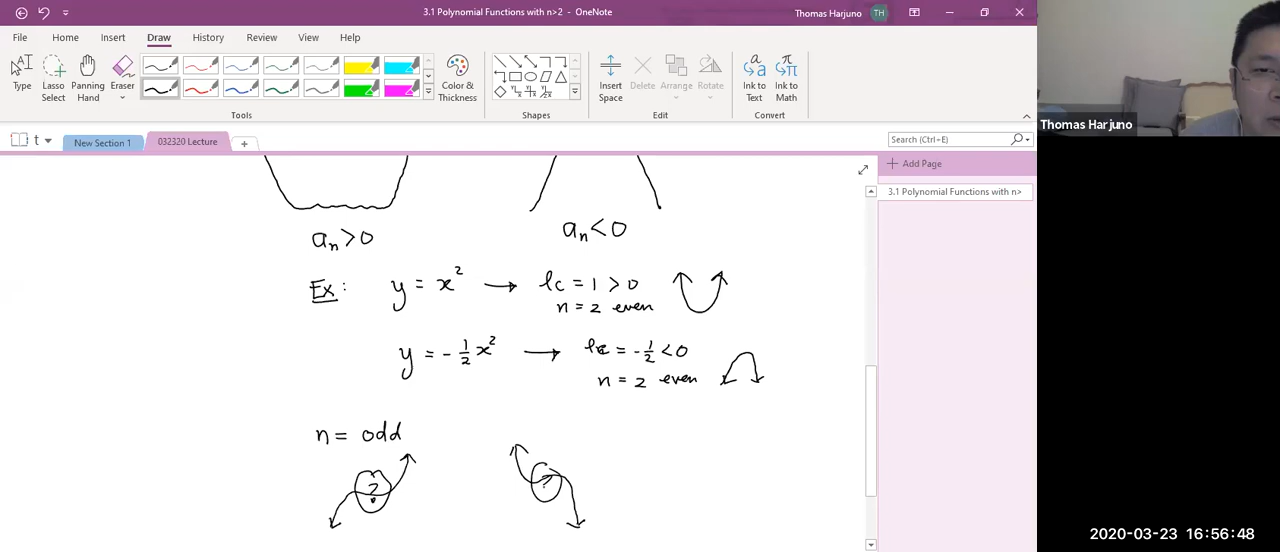 3.1 Polynomial Functions with n>2 - OneNote
Thomas Harjuno TH
File Home Insert Draw History Review View Help
Type
Lasso Select
Panning Hand
Eraser
Color & Thickness
Insert Space
Delete
Arrange
Rotate
Ink to Text
Ink to Math
Tools Shapes Edit Convert
t New Section 1 032320 Lecture
Search (Ctrl+E)
Add Page
3.1 Polynomial Functions with n>
Thomas Harjuno
aₙ>0 aₙ<0
Ex: y = x² → lc = 1 > 0
n = 2 even
y = -1/2 x² → lc = -1/2 < 0
n = 2 even
n = odd
? ?
2020-03-23 16:56:48